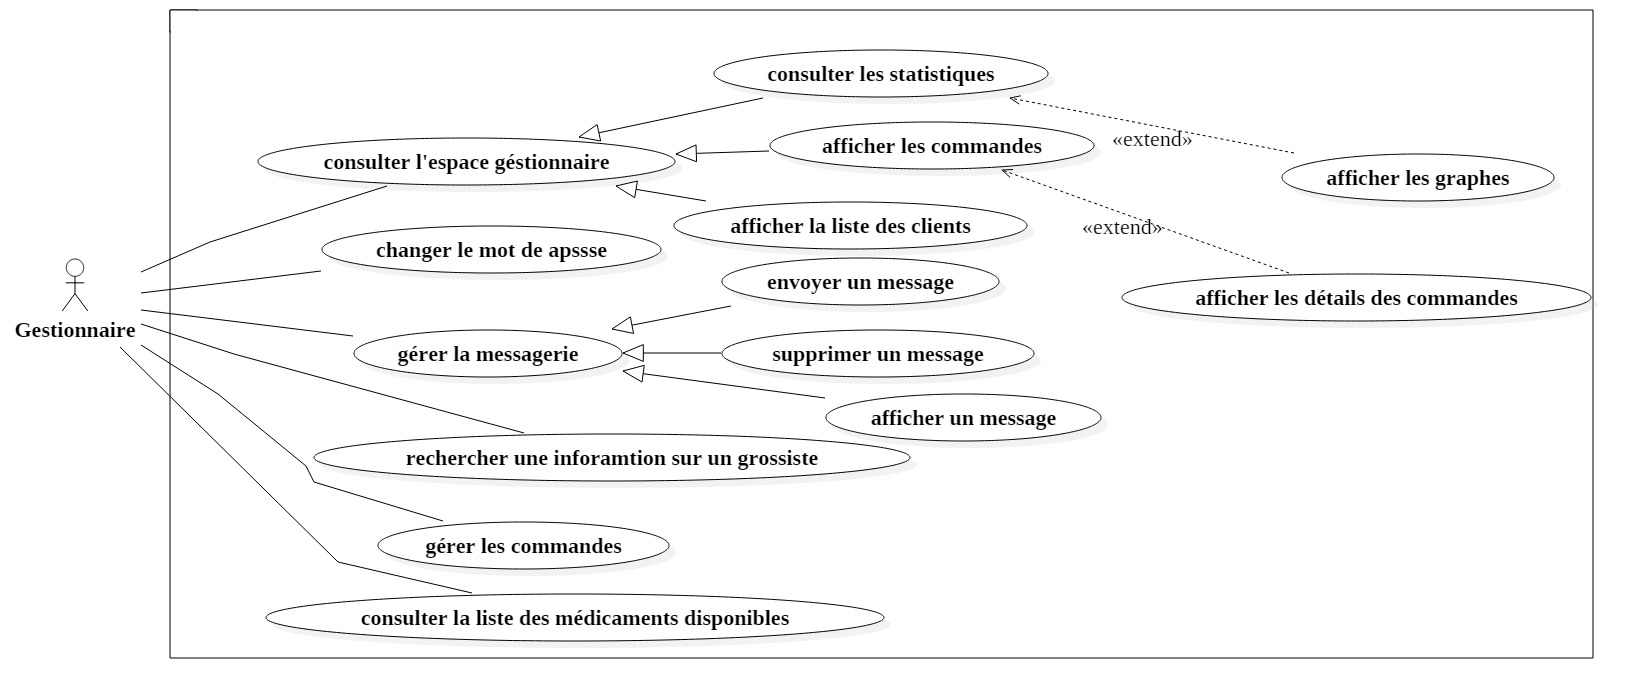 consulter les statistiques
afficher les commandes
«extend»
consulter l'espace géstionnaire
afficher les graphes
afficher la liste des clients
«extend»
changer le mot de apssse
envoyer un message
afficher les détails des commandes
Gestionnaire
gérer la messagerie
supprimer un message
afficher un message
rechercher une inforamtion sur un grossiste
gérer les commandes
consulter la liste des médicaments disponibles